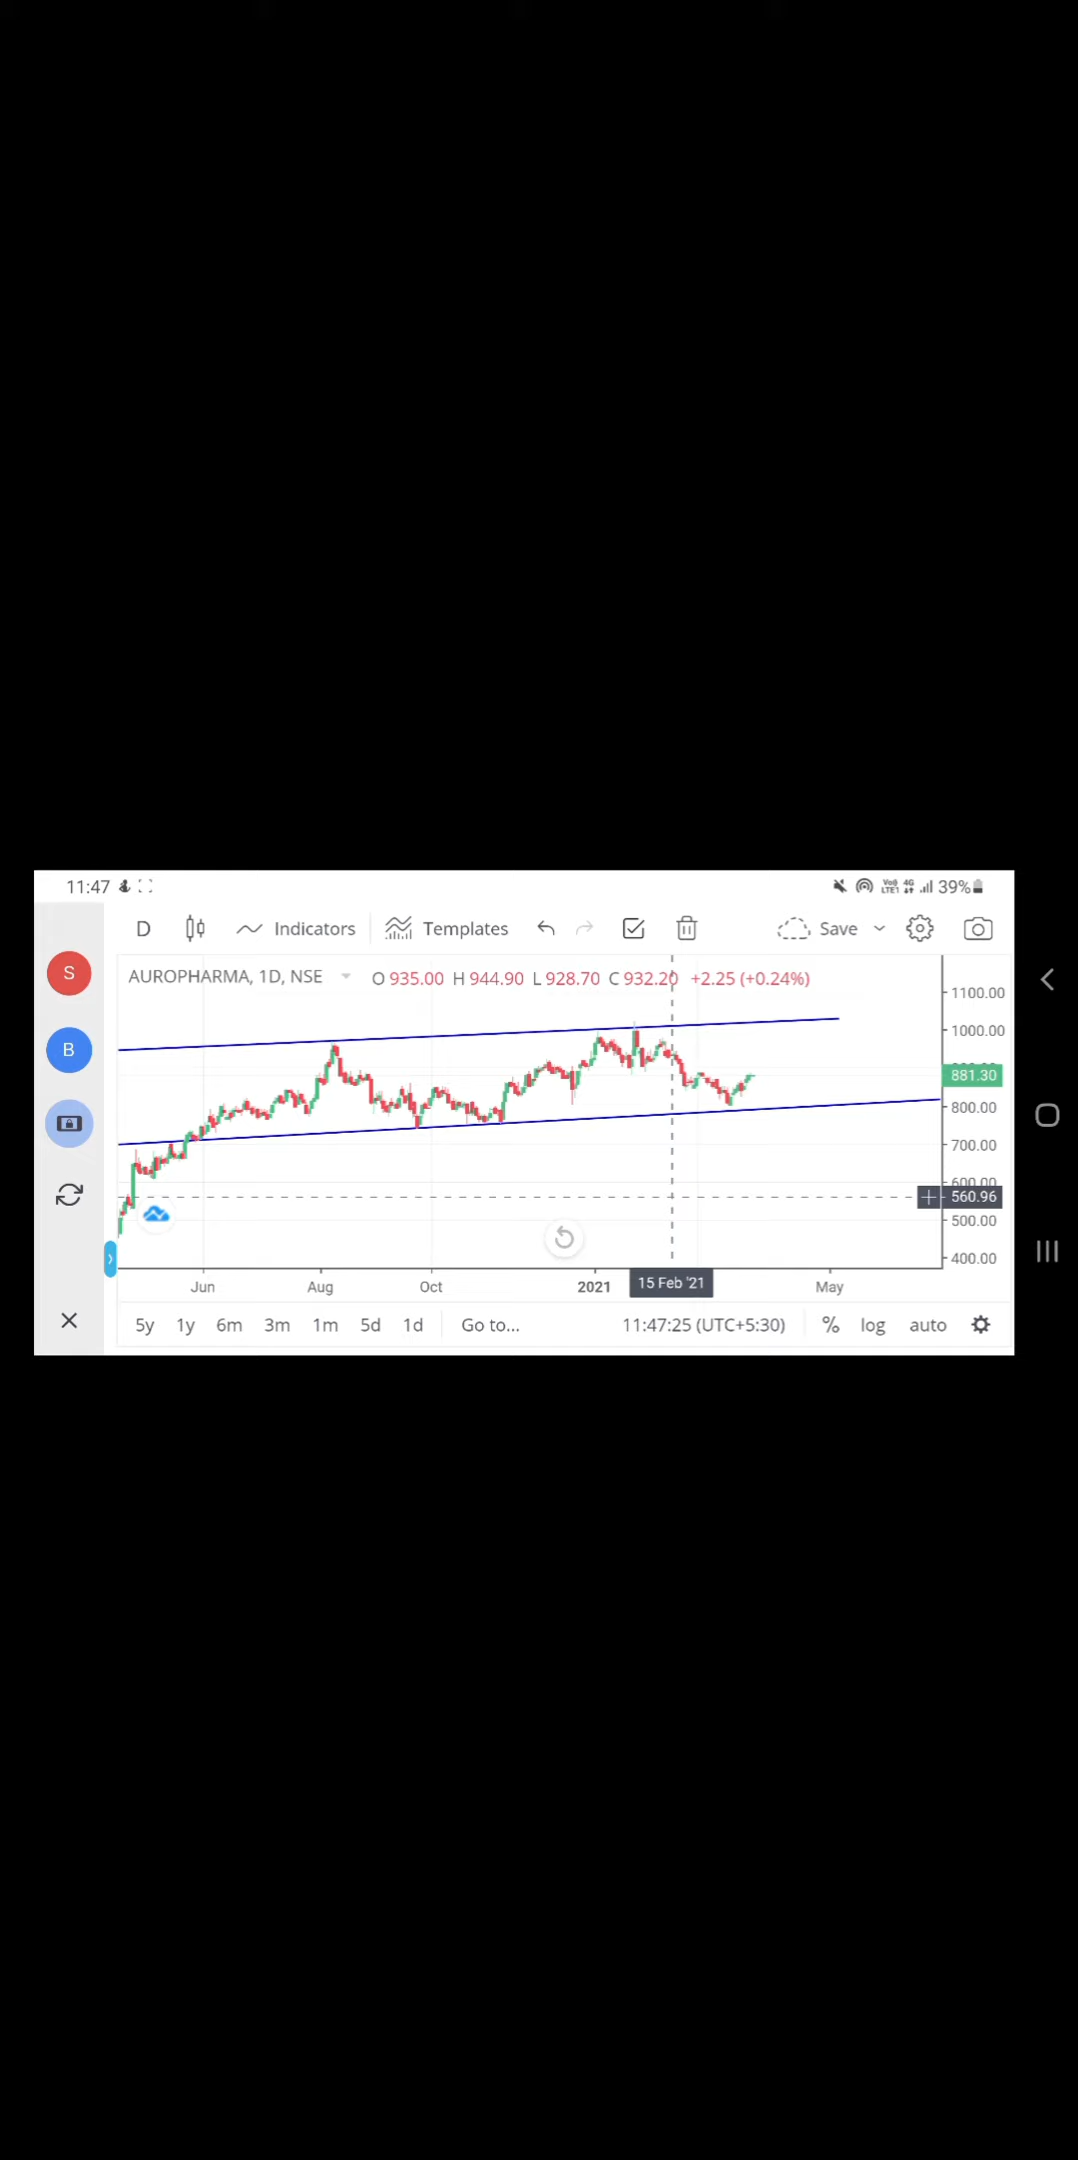 11:47 39%
D Indicators Templates Save
S
AUROPHARMA, 1D, NSE O 935.00 H 944.90 L 928.70 C 932.20 +2.25 (+0.24%)
1100.00
1000.00
B
881.30
800.00
700.00
600.00
560.96
500.00
400.00
Jun Aug Oct 2021 15 Feb '21 May
5y 1y 6m 3m 1m 5d 1d Go to... 11:47:25 (UTC+5:30) % log auto